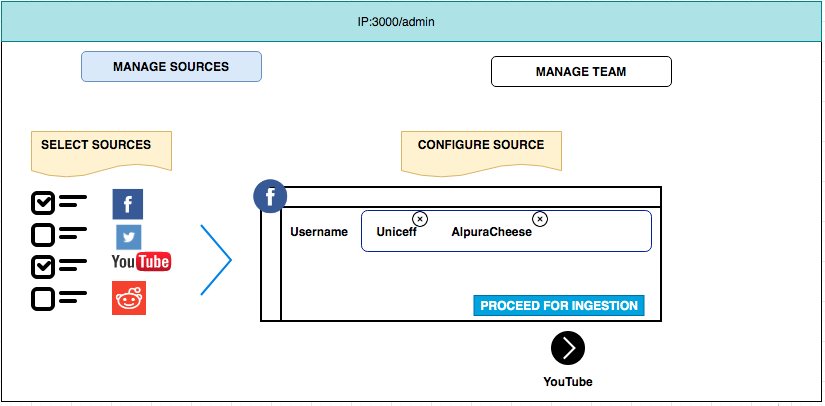 IP:3000/admin
MANAGE SOURCES
MANAGE TEAM
SELECT SOURCES
CONFIGURE SOURCE
f
f
Username
Uniceff
AlpuraCheese
YouTube
PROCEED FOR INGESTION
YouTube